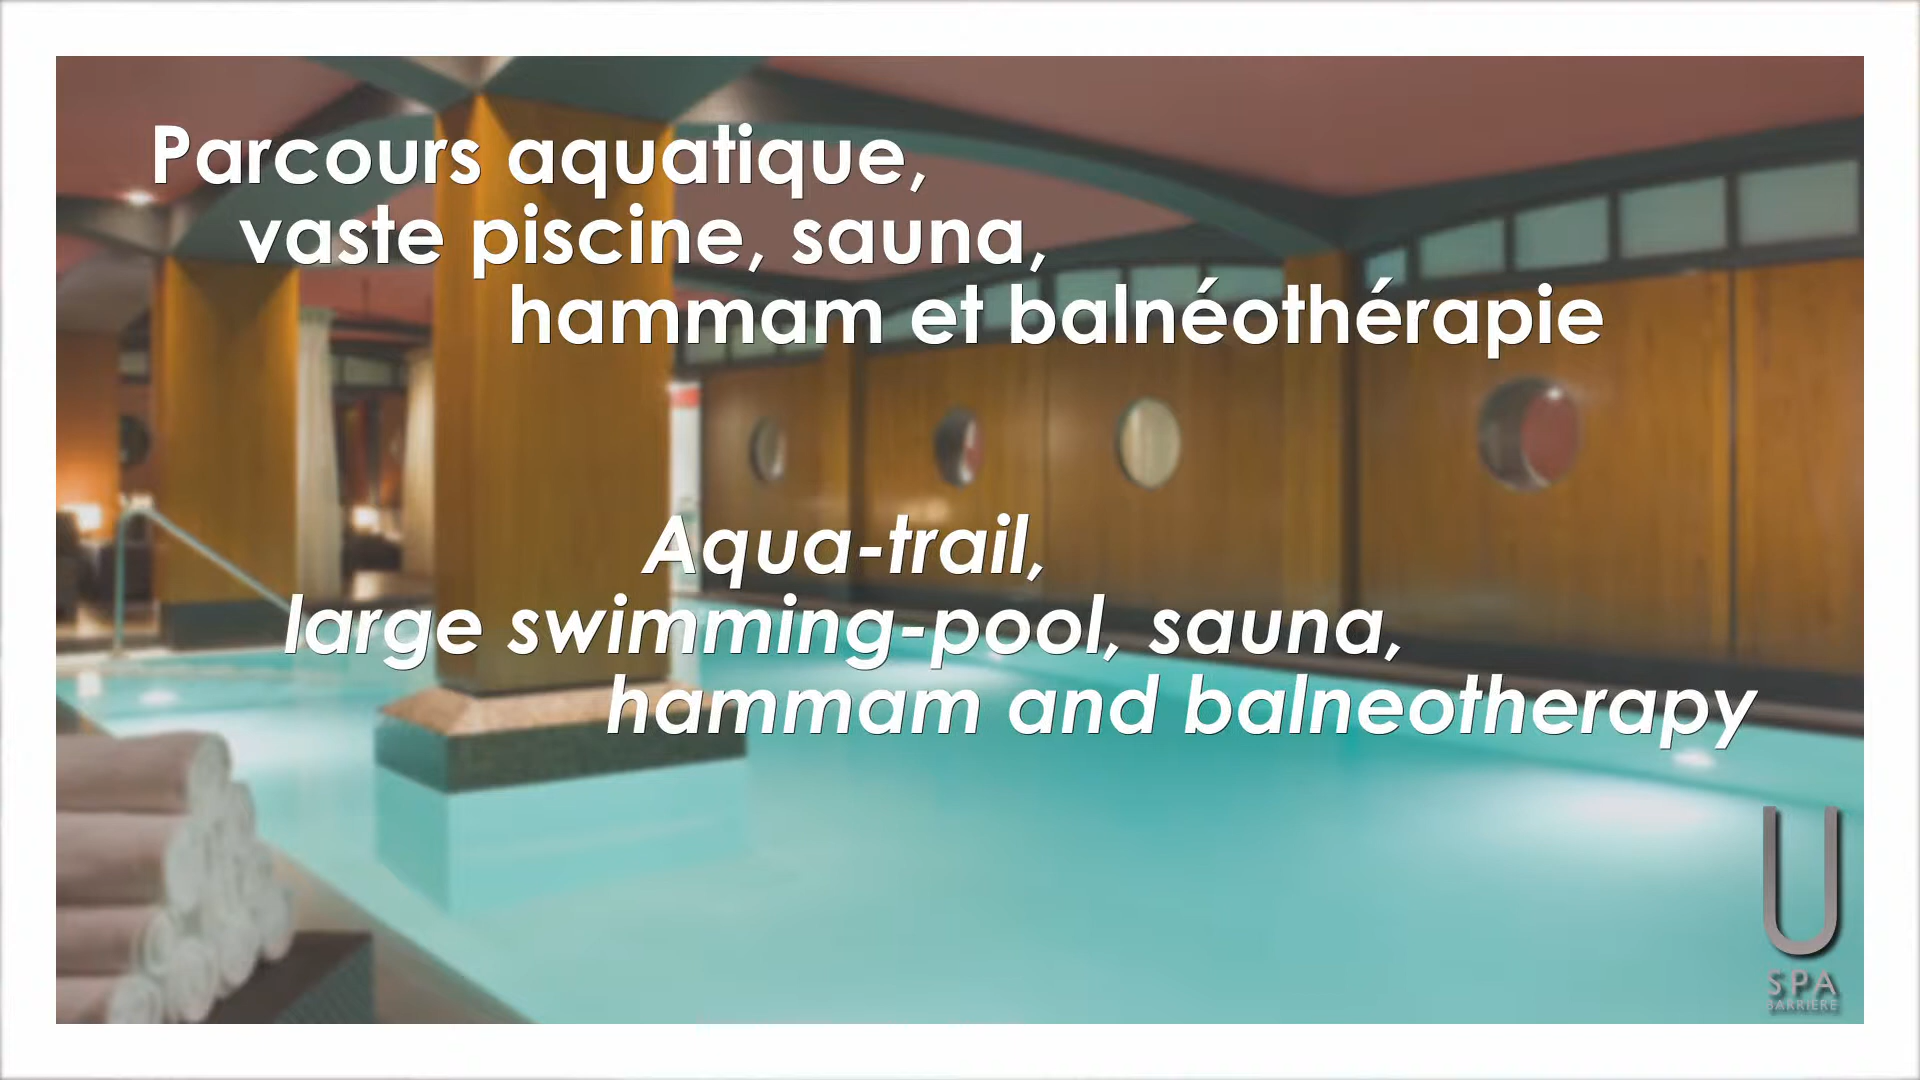 Parcours aquatique,
vaste piscine, sauna,
hammam et balnéothérapie
Aqua-trail,
large swimming-pool, sauna,
hammam and balneotherapy
U
SPA
BARRIERE